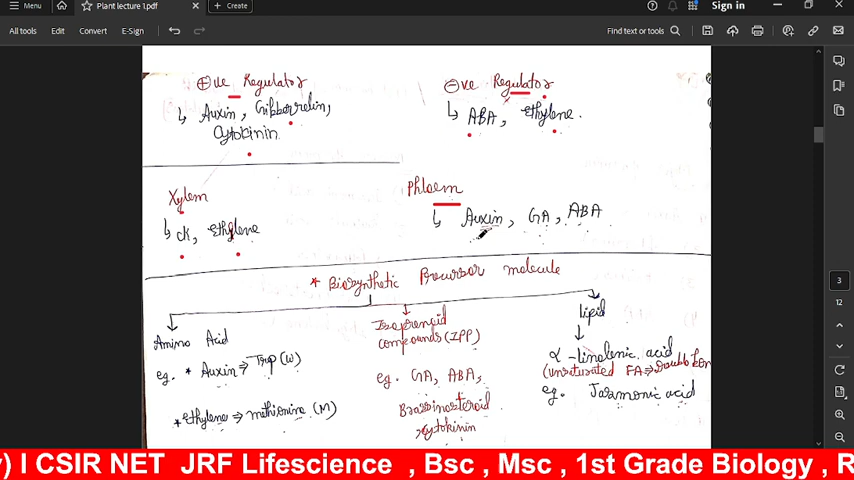 Menu
Plant lecture 1.pdf
Create
Sign in
All tools
Edit
Convert
E-Sign
Find text or tools
⊕ve Regulator
↳ Auxin, Gibberrelin,
Cytokinin
⊖ve Regulator
↳ ABA, Ethylene.
Xylem
↳ CK, Ethylene
Phloem
↳ Auxin, GA, ABA
* Biosynthetic Precursor molecule
Amino Acid
eg. * Auxin ⇒ Trp (W)
* Ethylene ⇒ methionine (M)
Isoprenoid
compounds (IPP)
eg. GA, ABA,
Brassinosteroid
, cytokinin
lipid
α-linolenic acid
(unsaturated FA ⇒ Double bon
eg. Jasmonic acid
3
12
y) I CSIR NET JRF Lifescience , Bsc , Msc , 1st Grade Biology , R